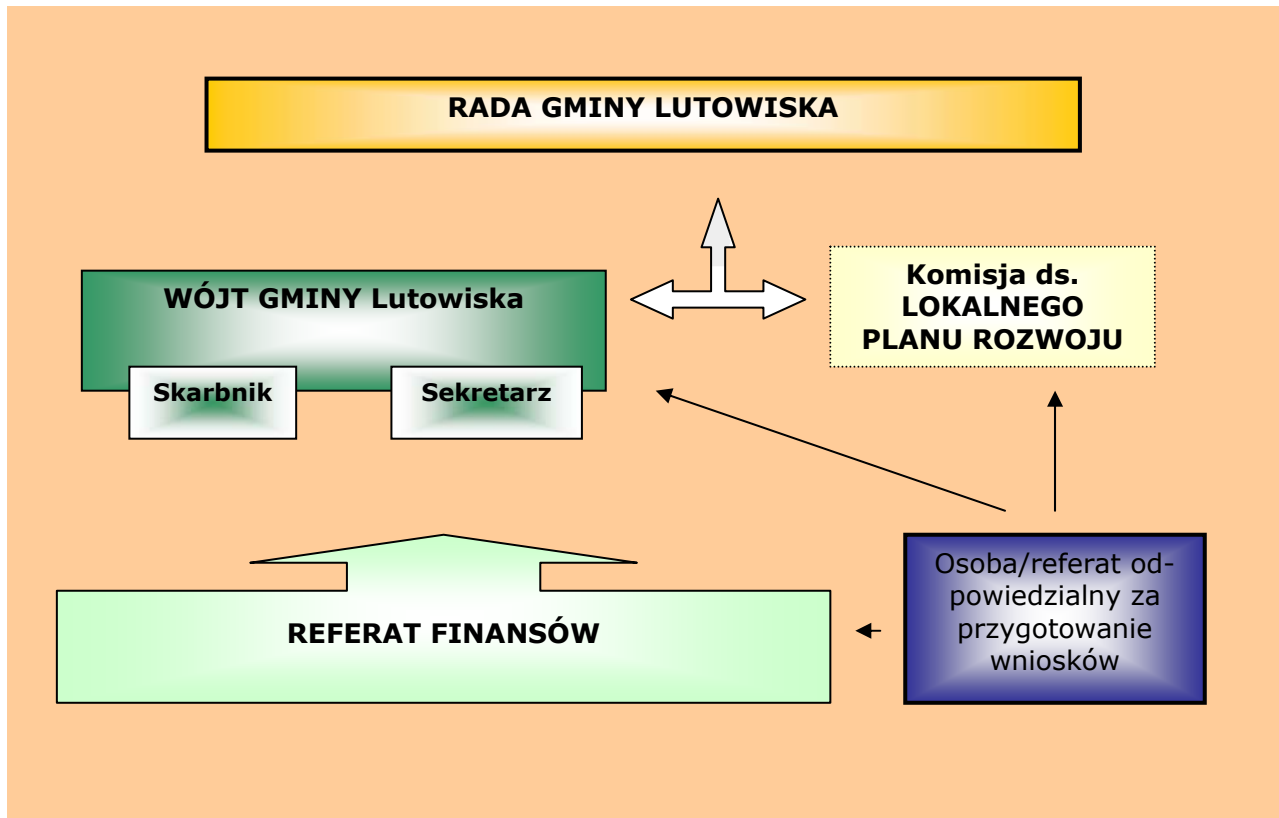 RADA GMINY LUTOWISKA
WÓJT GMINY Lutowiska
Skarbnik
Sekretarz
Komisja ds.
LOKALNEGO
PLANU ROZWOJU
REFERAT FINANSÓW
Osoba/referat od-
powiedzialny za
przygotowanie
wniosków